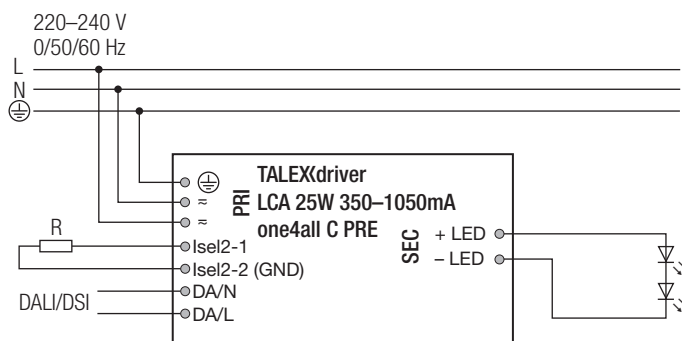 220–240 V
0/50/60 Hz
L
N
PRI
TALEXXdriver
LCA 25W 350–1050mA
one4all C PRE
≂
≂
R
Isel2-1
Isel2-2 (GND)
DALI/DSI
DA/N
DA/L
SEC
+ LED
– LED